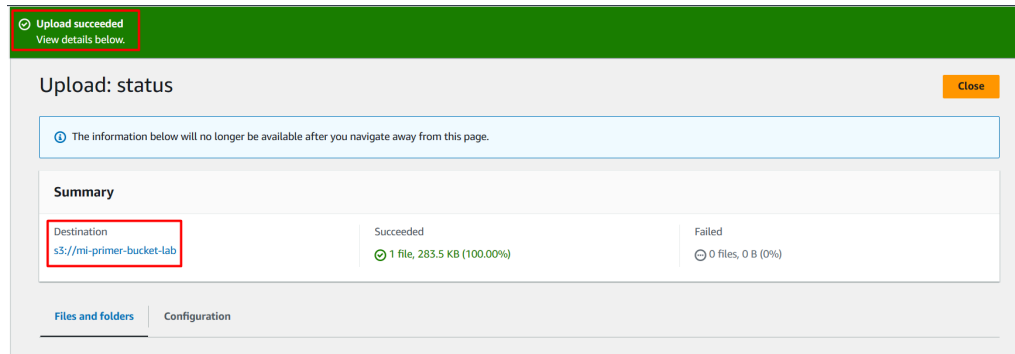 Upload succeeded
View details below.
Upload: status
Close
The information below will no longer be available after you navigate away from this page.
Summary
Destination
Succeeded
Failed
s3://mi-primer-bucket-lab
1 file, 283.5 KB (100.00%)
0 files, 0 B (0%)
Files and folders
Configuration